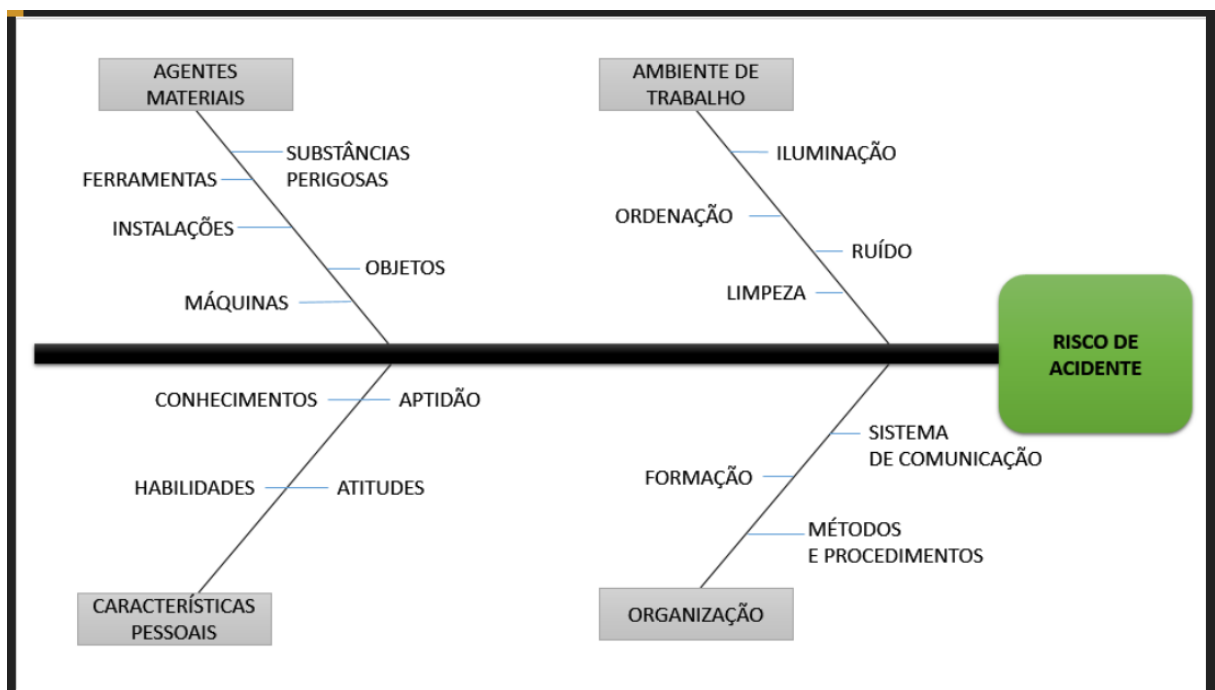 AGENTES
MATERIAIS
SUBSTÂNCIAS
PERIGOSAS
FERRAMENTAS
INSTALAÇÕES
OBJETOS
MÁQUINAS
AMBIENTE DE
TRABALHO
ILUMINAÇÃO
ORDENAÇÃO
RUÍDO
LIMPEZA
RISCO DE
ACIDENTE
CONHECIMENTOS
APTIDÃO
HABILIDADES
ATITUDES
CARACTERÍSTICAS
PESSOAIS
SISTEMA
DE COMUNICAÇÃO
FORMAÇÃO
MÉTODOS
E PROCEDIMENTOS
ORGANIZAÇÃO